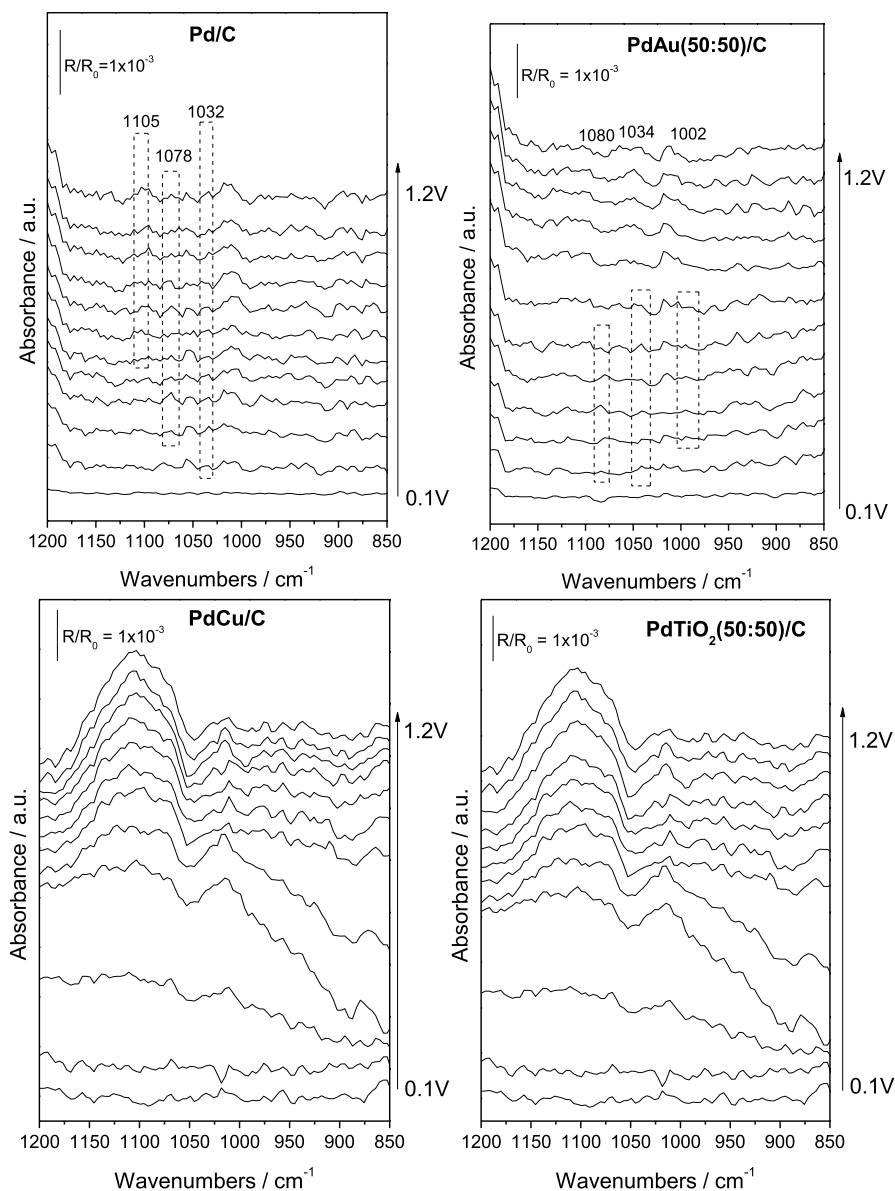 Pd/C
R/R₀=1x10⁻³
1105
1078
1032
1.2V
0.1V
Absorbance / a.u.
1200 1150 1100 1050 1000 950 900 850
Wavenumbers / cm⁻¹
PdAu(50:50)/C
R/R₀ = 1x10⁻³
1080 1034 1002
1.2V
0.1V
Absorbance / a.u.
1200 1150 1100 1050 1000 950 900 850
Wavenumbers / cm⁻¹
PdCu/C
R/R₀ = 1x10⁻³
1.2V
0.1V
Absorbance / a.u.
1200 1150 1100 1050 1000 950 900 850
Wavenumbers / cm⁻¹
PdTiO₂(50:50)/C
R/R₀ = 1x10⁻³
1.2V
0.1V
Absorbance / a.u.
1200 1150 1100 1050 1000 950 900 850
Wavenumbers / cm⁻¹